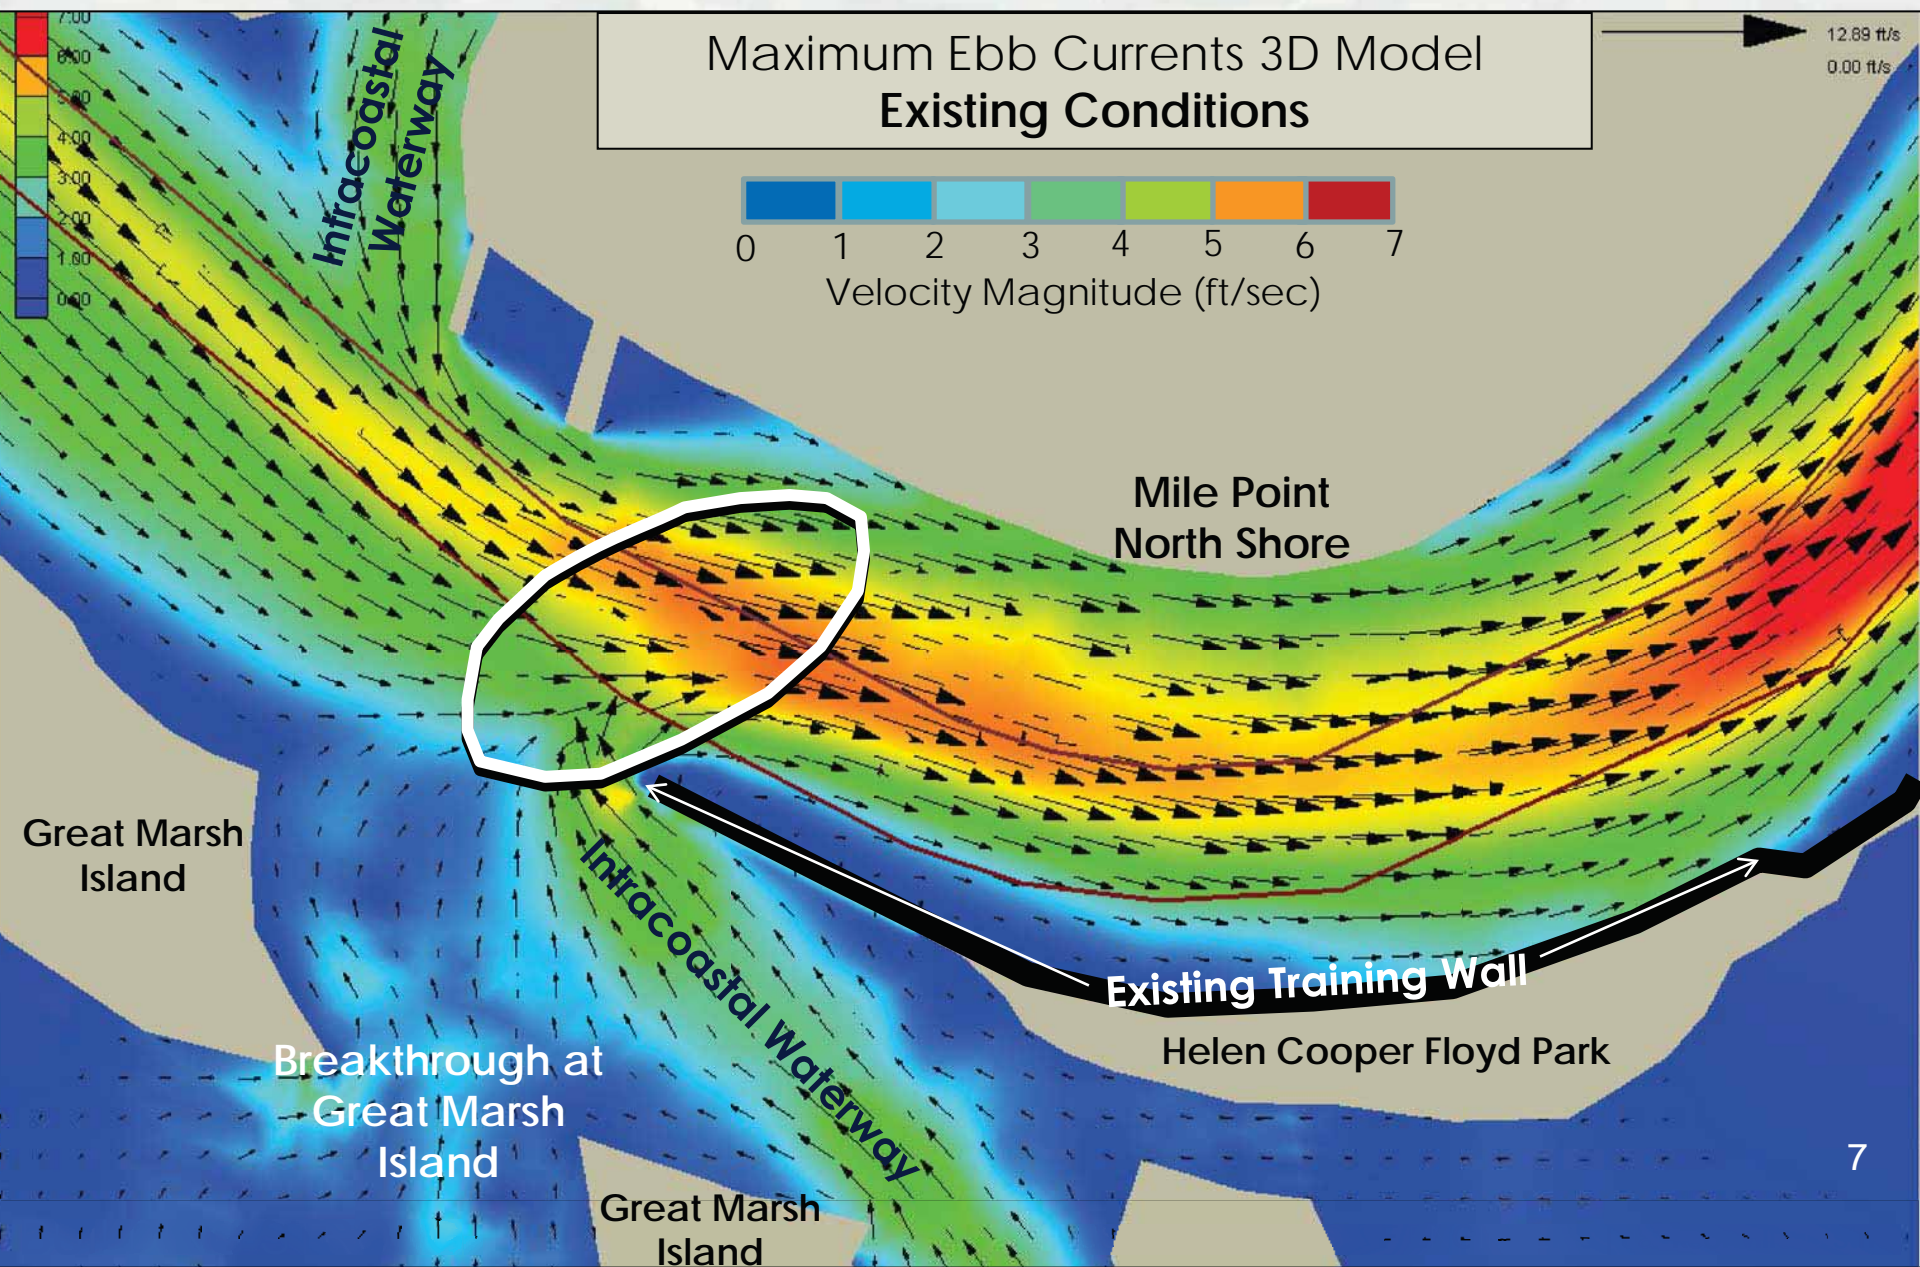 Maximum Ebb Currents 3D Model
Existing Conditions
12.89 ft/s
0.00 ft/s
7.00
6.00
5.00
4.00
3.00
2.00
1.00
0.00
Intracoastal
Waterway
0 1 2 3 4 5 6 7
Velocity Magnitude (ft/sec)
Mile Point
North Shore
Great Marsh
Island
Intracoastal Waterway
Existing Training Wall
Helen Cooper Floyd Park
Breakthrough at
Great Marsh
Island
Great Marsh
Island
7